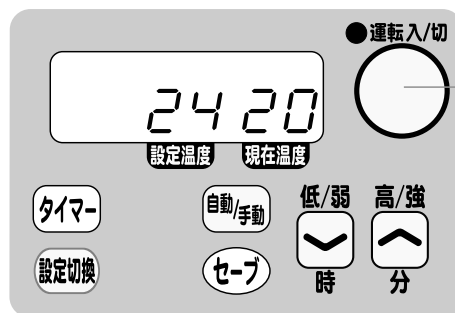 ●運転入/切
24 20
設定温度 現在温度
タイマー 自動/手動 低/弱 高/強
設定切換 セーブ 時 分